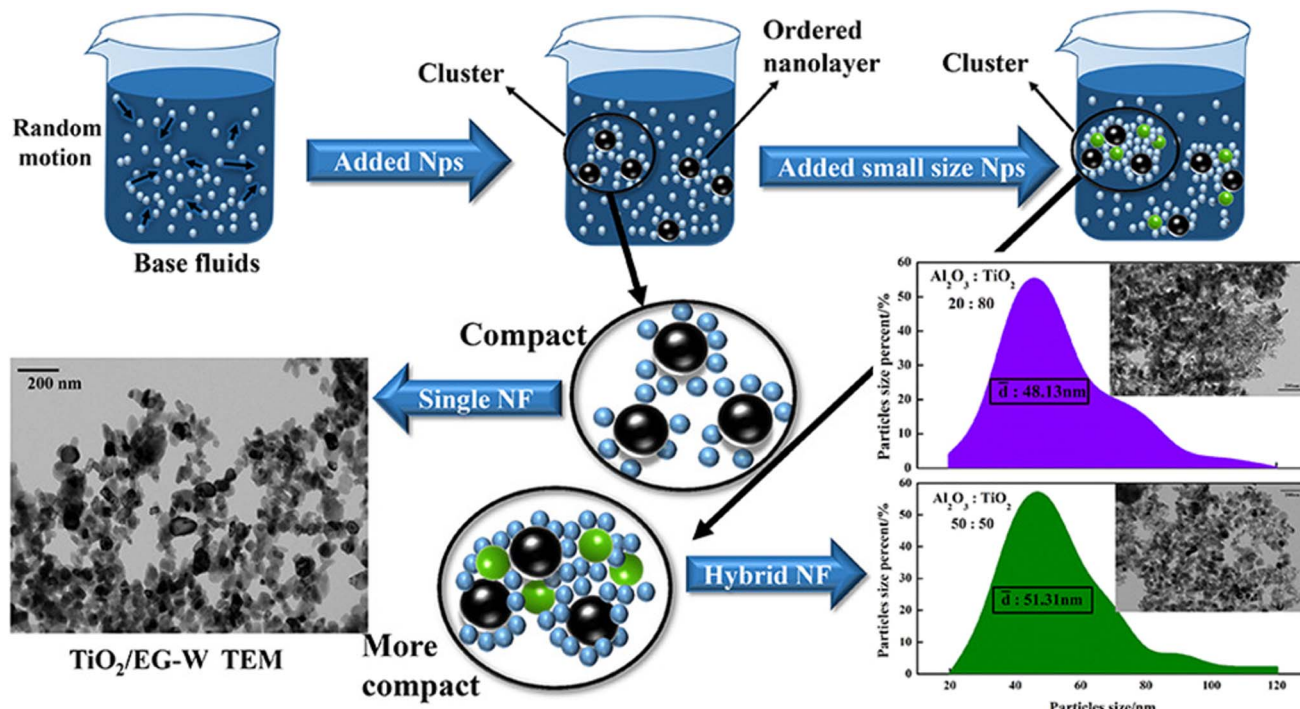 Random
motion
Base fluids
Added Nps
Cluster
Ordered
nanolayer
Added small size Nps
Cluster
Compact
Single NF
200 nm
TiO₂/EG-W TEM
More
compact
Hybrid NF
Particles size percent/%
60
50
40
30
20
10
0
Al₂O₃ : TiO₂
20 : 80
d̄ : 48.13nm
Particles size percent/%
60
50
40
30
20
10
0
Al₂O₃ : TiO₂
50 : 50
d̄ : 51.31nm
20 40 60 80 100 120
Particles size/nm